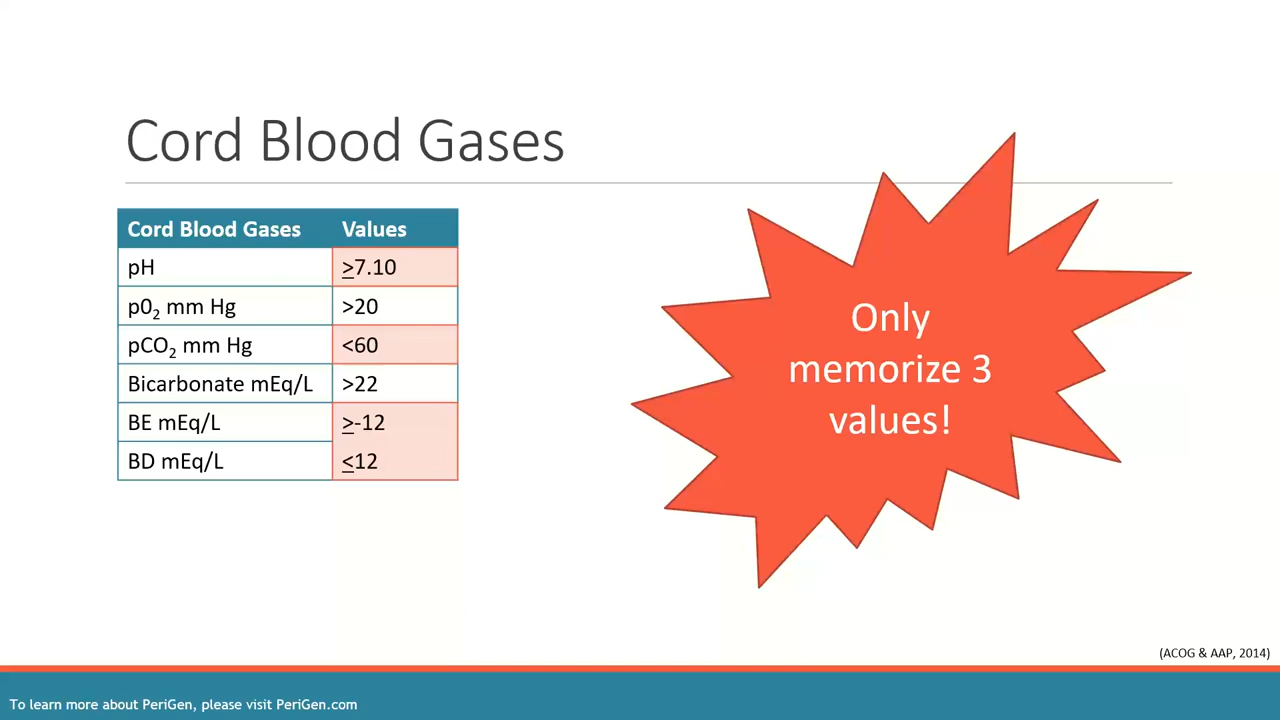 Cord Blood Gases
Cord Blood Gases Values
pH ≥7.10
p0₂ mm Hg >20
pCO₂ mm Hg <60
Bicarbonate mEq/L >22
BE mEq/L ≥-12
BD mEq/L ≤12
Only
memorize 3
values!
(ACOG & AAP, 2014)
To learn more about PeriGen, please visit PeriGen.com